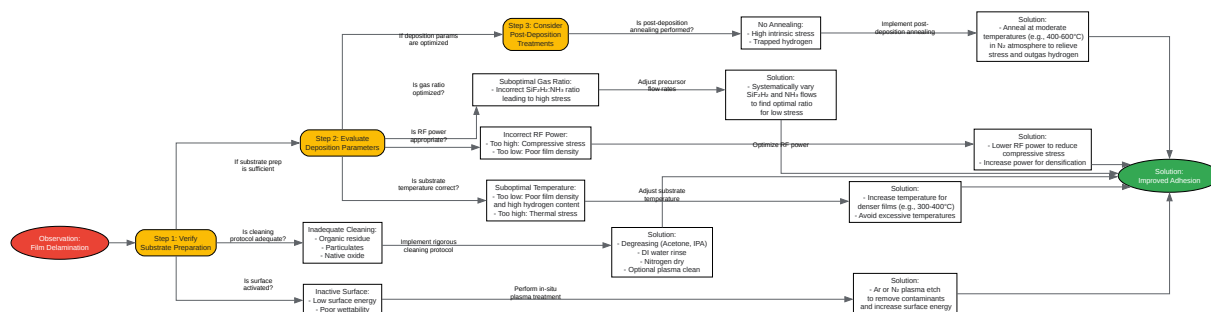 Step 3: Consider
Post-Deposition
Treatments
Is post-deposition
annealing performed?
No Annealing:
- High intrinsic stress
- Trapped hydrogen
Implement post-
deposition annealing
Solution:
- Anneal at moderate
temperatures (e.g., 400-600°C)
in N₂ atmosphere to relieve
stress and outgas hydrogen
If deposition params
are optimized
Is gas ratio
optimized?
Suboptimal Gas Ratio:
- Incorrect SiF₂H₂:NH₃ ratio
leading to high stress
Adjust precursor
flow rates
Solution:
- Systematically vary
SiF₂H₂ and NH₃ flows
to find optimal ratio
for low stress
Step 2: Evaluate
Deposition Parameters
Is RF power
appropriate?
Incorrect RF Power:
- Too high: Compressive stress
- Too low: Poor film density
Optimize RF power
Solution:
- Lower RF power to reduce
compressive stress
- Increase power for densification
If substrate prep
is sufficient
Is substrate
temperature correct?
Suboptimal Temperature:
- Too low: Poor film density
and high hydrogen content
- Too high: Thermal stress
Adjust substrate
temperature
Solution:
- Increase temperature for
denser films (e.g., 300-400°C)
- Avoid excessive temperatures
Solution:
Improved Adhesion
Observation:
Film Delamination
Step 1: Verify
Substrate Preparation
Is cleaning
protocol adequate?
Inadequate Cleaning:
- Organic residue
- Particulates
- Native oxide
Implement rigorous
cleaning protocol
Solution:
- Degreasing (Acetone, IPA)
- DI water rinse
- Nitrogen dry
- Optional plasma clean
Is surface
activated?
Inactive Surface:
- Low surface energy
- Poor wettability
Perform in-situ
plasma treatment
Solution:
- Ar or N₂ plasma etch
to remove contaminants
and increase surface energy